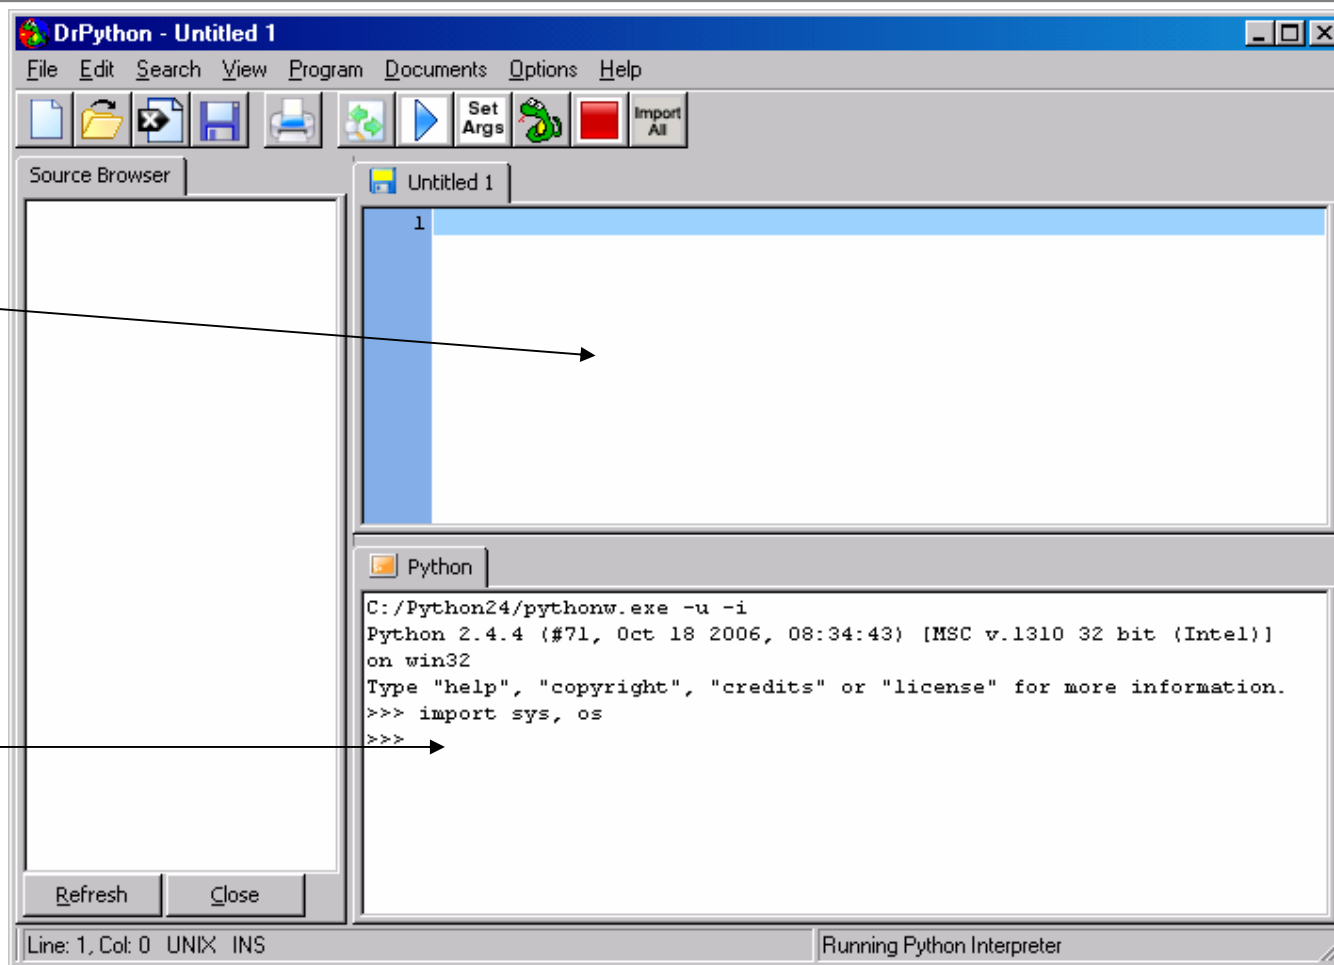 DrPython - Untitled 1
File Edit Search View Program Documents Options Help
Set Args
Import All
Source Browser
Untitled 1
1
Python
C:/Python24/pythonw.exe -u -i
Python 2.4.4 (#71, Oct 18 2006, 08:34:43) [MSC v.1310 32 bit (Intel)]
on win32
Type "help", "copyright", "credits" or "license" for more information.
>>> import sys, os
>>>
Refresh Close
Line: 1, Col: 0 UNIX INS
Running Python Interpreter